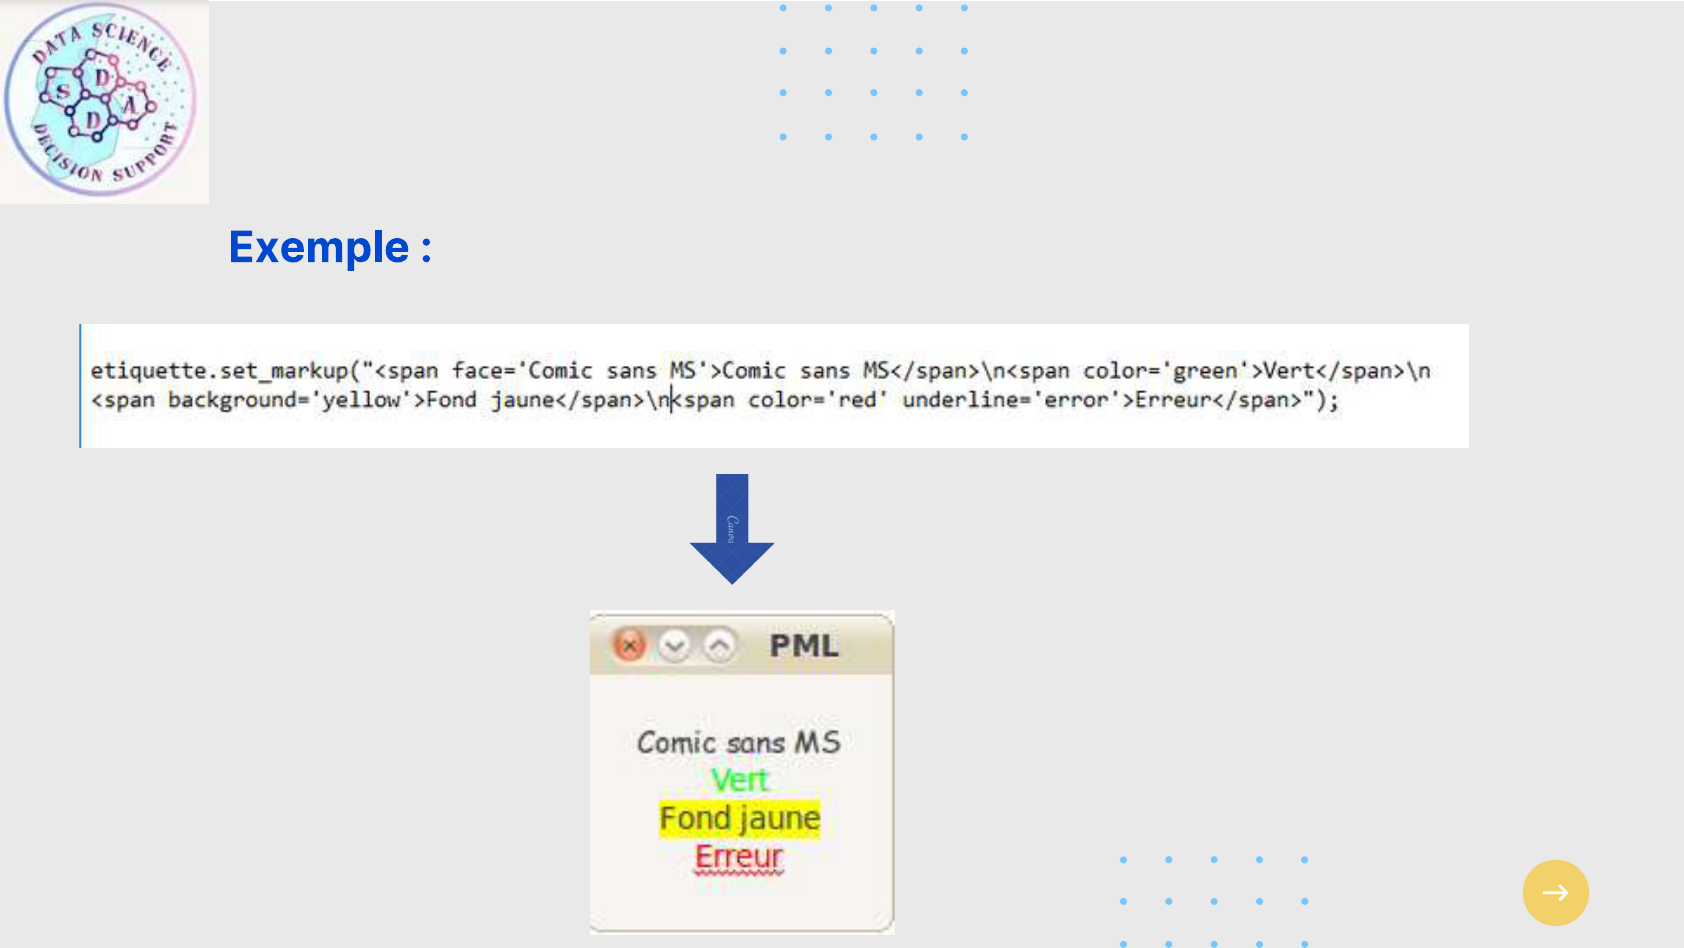 DATA SCIENCE
S D D A
DECISION SUPPORT
Exemple :
etiquette.set_markup("<span face='Comic sans MS'>Comic sans MS</span>\n<span color='green'>Vert</span>\n
<span background='yellow'>Fond jaune</span>\n<span color='red' underline='error'>Erreur</span>");
Canva
PML
Comic sans MS
Vert
Fond jaune
Erreur